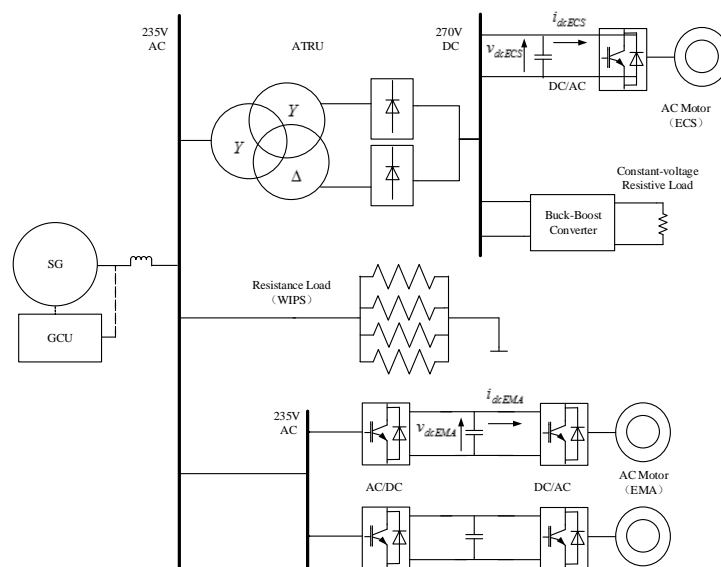 235V
AC
ATRU
270V
DC
i_dcECS
v_dcECS
DC/AC
AC Motor
（ECS）
Y
Y
Δ
Constant-voltage
Resistive Load
Buck-Boost
Converter
SG
GCU
Resistance Load
（WIPS）
235V
AC
i_dcEMA
v_dcEMA
AC/DC
DC/AC
AC Motor
（EMA）